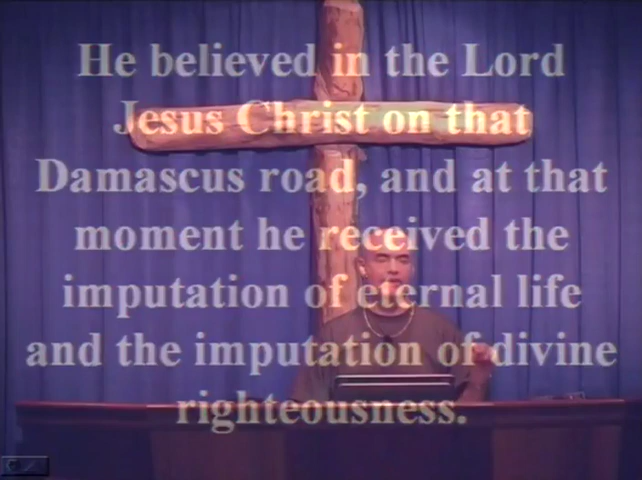 He believed in the Lord
Jesus Christ on that
Damascus road, and at that
moment he received the
imputation of eternal life
and the imputation of divine
righteousness.